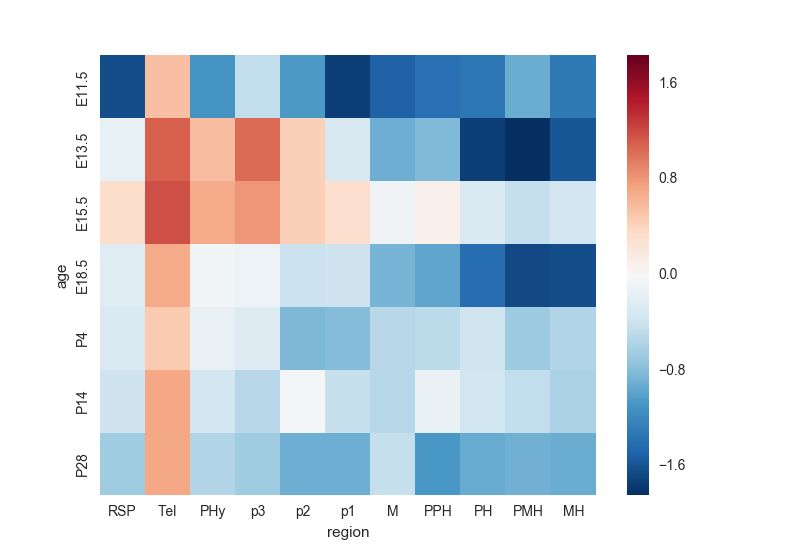 E11.5
E13.5
E15.5
E18.5
P4
P14
P28
age
RSP Tel PHy p3 p2 p1 M PPH PH PMH MH
region
1.6
0.8
0.0
−0.8
−1.6